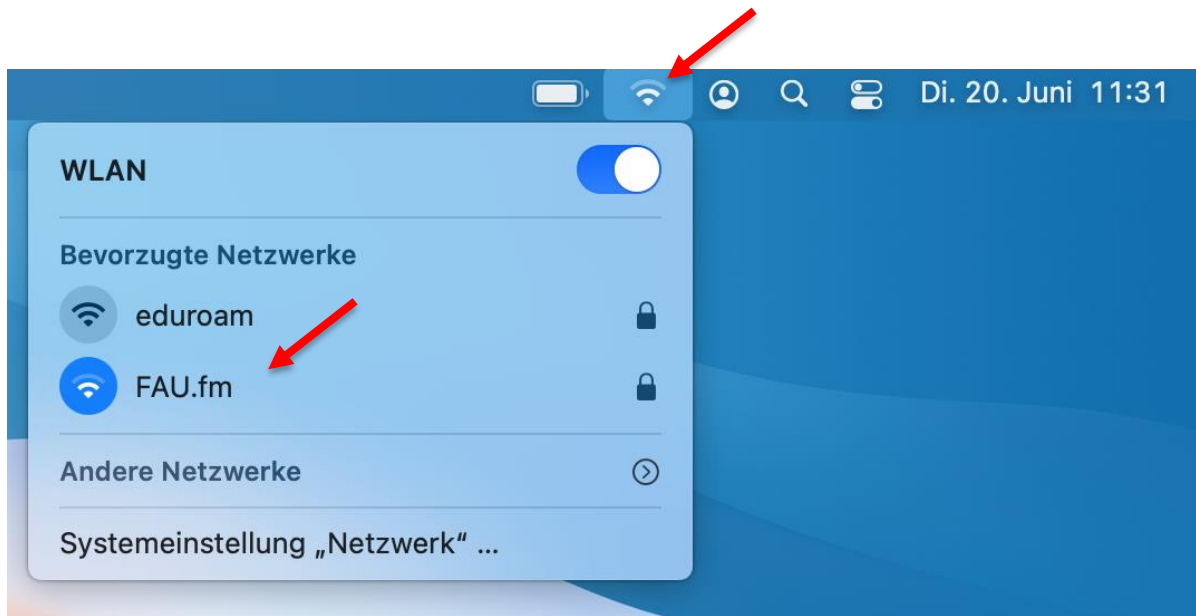 Di. 20. Juni 11:31
WLAN
Bevorzugte Netzwerke
eduroam
FAU.fm
Andere Netzwerke
Systemeinstellung „Netzwerk“ ...